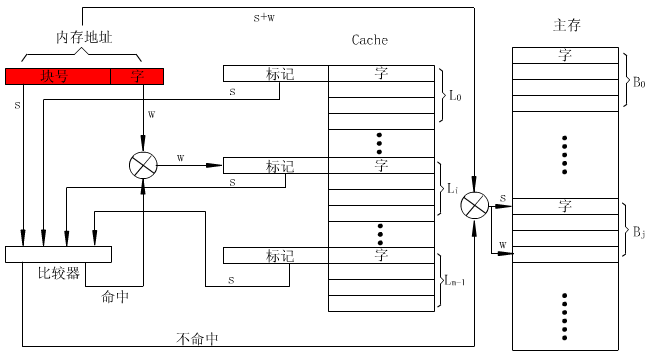 s+w
内存地址
Cache
主存
块号 字
标记 字
字
s
s
w
L0
B0
w
标记 字
s
Li
s
字
w
Bj
标记 字
比较器
s
Lm-1
命中
不命中